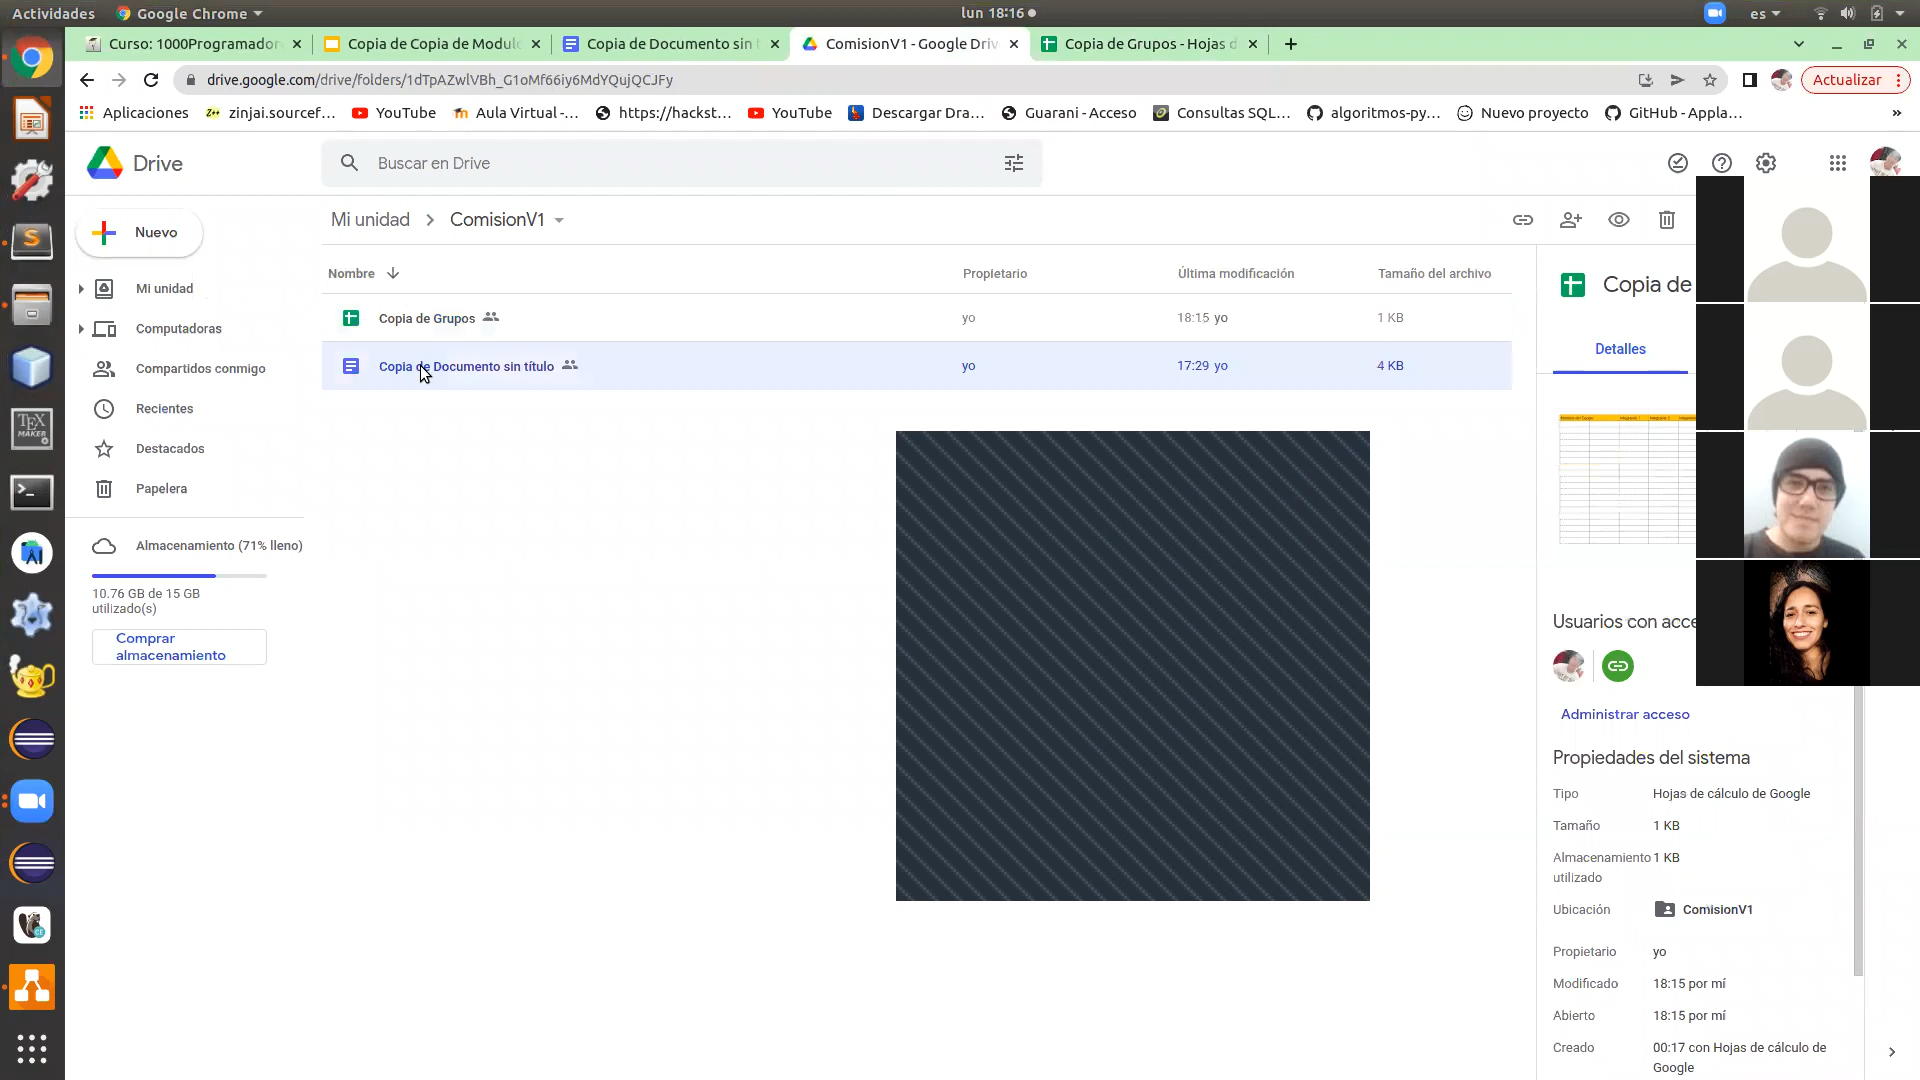 Actividades Google Chrome lun 18:16 es
Curso: 1000Programador Copia de Copia de Modul Copia de Documento sin t ComisionV1 - Google Driv Copia de Grupos - Hojas d
drive.google.com/drive/folders/1dTpAZwlVBh_G1oMf66iy6MdYQujQCJFy Actualizar
Aplicaciones zinjai.sourcef... YouTube Aula Virtual -... https://hackst... YouTube Descargar Dra... Guarani - Acceso Consultas SQL... algoritmos-py... Nuevo proyecto GitHub - Appla... »
Drive Buscar en Drive
Nuevo
Mi unidad > ComisionV1
Mi unidad
Computadoras
Compartidos conmigo
Recientes
Destacados
Papelera
Almacenamiento (71% lleno)
10.76 GB de 15 GB
utilizado(s)
Comprar
almacenamiento
Nombre Propietario Última modificación Tamaño del archivo
Copia de Grupos yo 18:15 yo 1 KB
Copia de Documento sin título yo 17:29 yo 4 KB
Copia de
Detalles
Usuarios con acce
Administrar acceso
Propiedades del sistema
Tipo Hojas de cálculo de Google
Tamaño 1 KB
Almacenamiento 1 KB
utilizado
Ubicación ComisionV1
Propietario yo
Modificado 18:15 por mí
Abierto 18:15 por mí
Creado 00:17 con Hojas de cálculo de
Google
TEX
MAKER